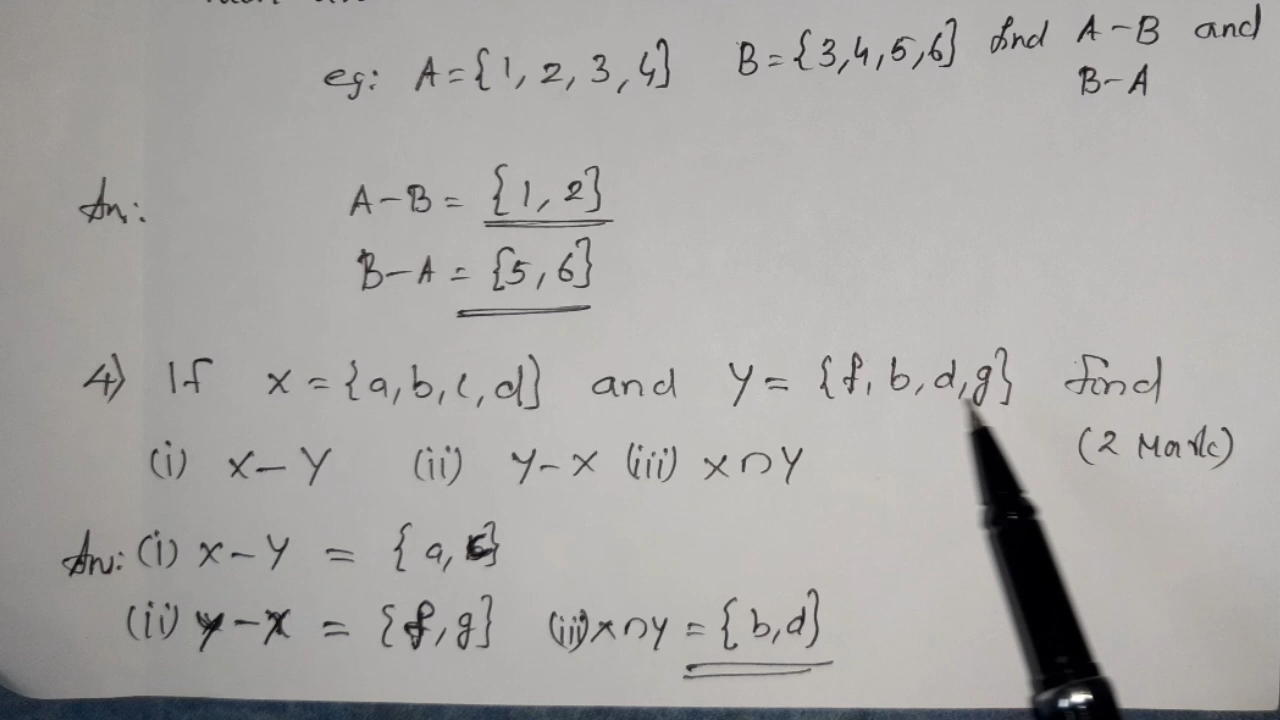 eg: A = {1, 2, 3, 4} B = {3, 4, 5, 6} find A - B and
B - A
An: A - B = {1, 2}
B - A = {5, 6}
4) If X = {a, b, c, d} and Y = {f, b, d, g} find
(i) X - Y (ii) Y - X (iii) X ∩ Y (2 Mark)
An: (i) X - Y = {a, c}
(ii) Y - X = {f, g} (iii) X ∩ Y = {b, d}